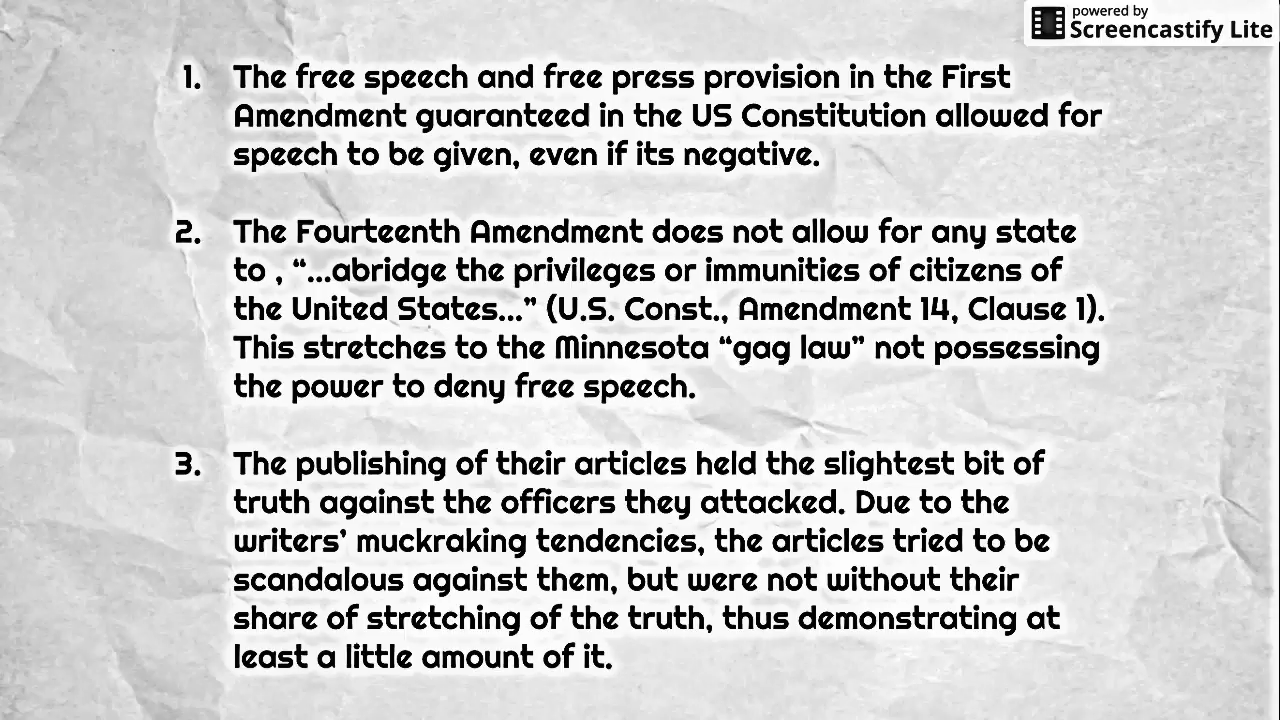 powered by
Screencastify Lite
1. The free speech and free press provision in the First
Amendment guaranteed in the US Constitution allowed for
speech to be given, even if its negative.
2. The Fourteenth Amendment does not allow for any state
to , “...abridge the privileges or immunities of citizens of
the United States...” (U.S. Const., Amendment 14, Clause 1).
This stretches to the Minnesota “gag law” not possessing
the power to deny free speech.
3. The publishing of their articles held the slightest bit of
truth against the officers they attacked. Due to the
writers’ muckraking tendencies, the articles tried to be
scandalous against them, but were not without their
share of stretching of the truth, thus demonstrating at
least a little amount of it.